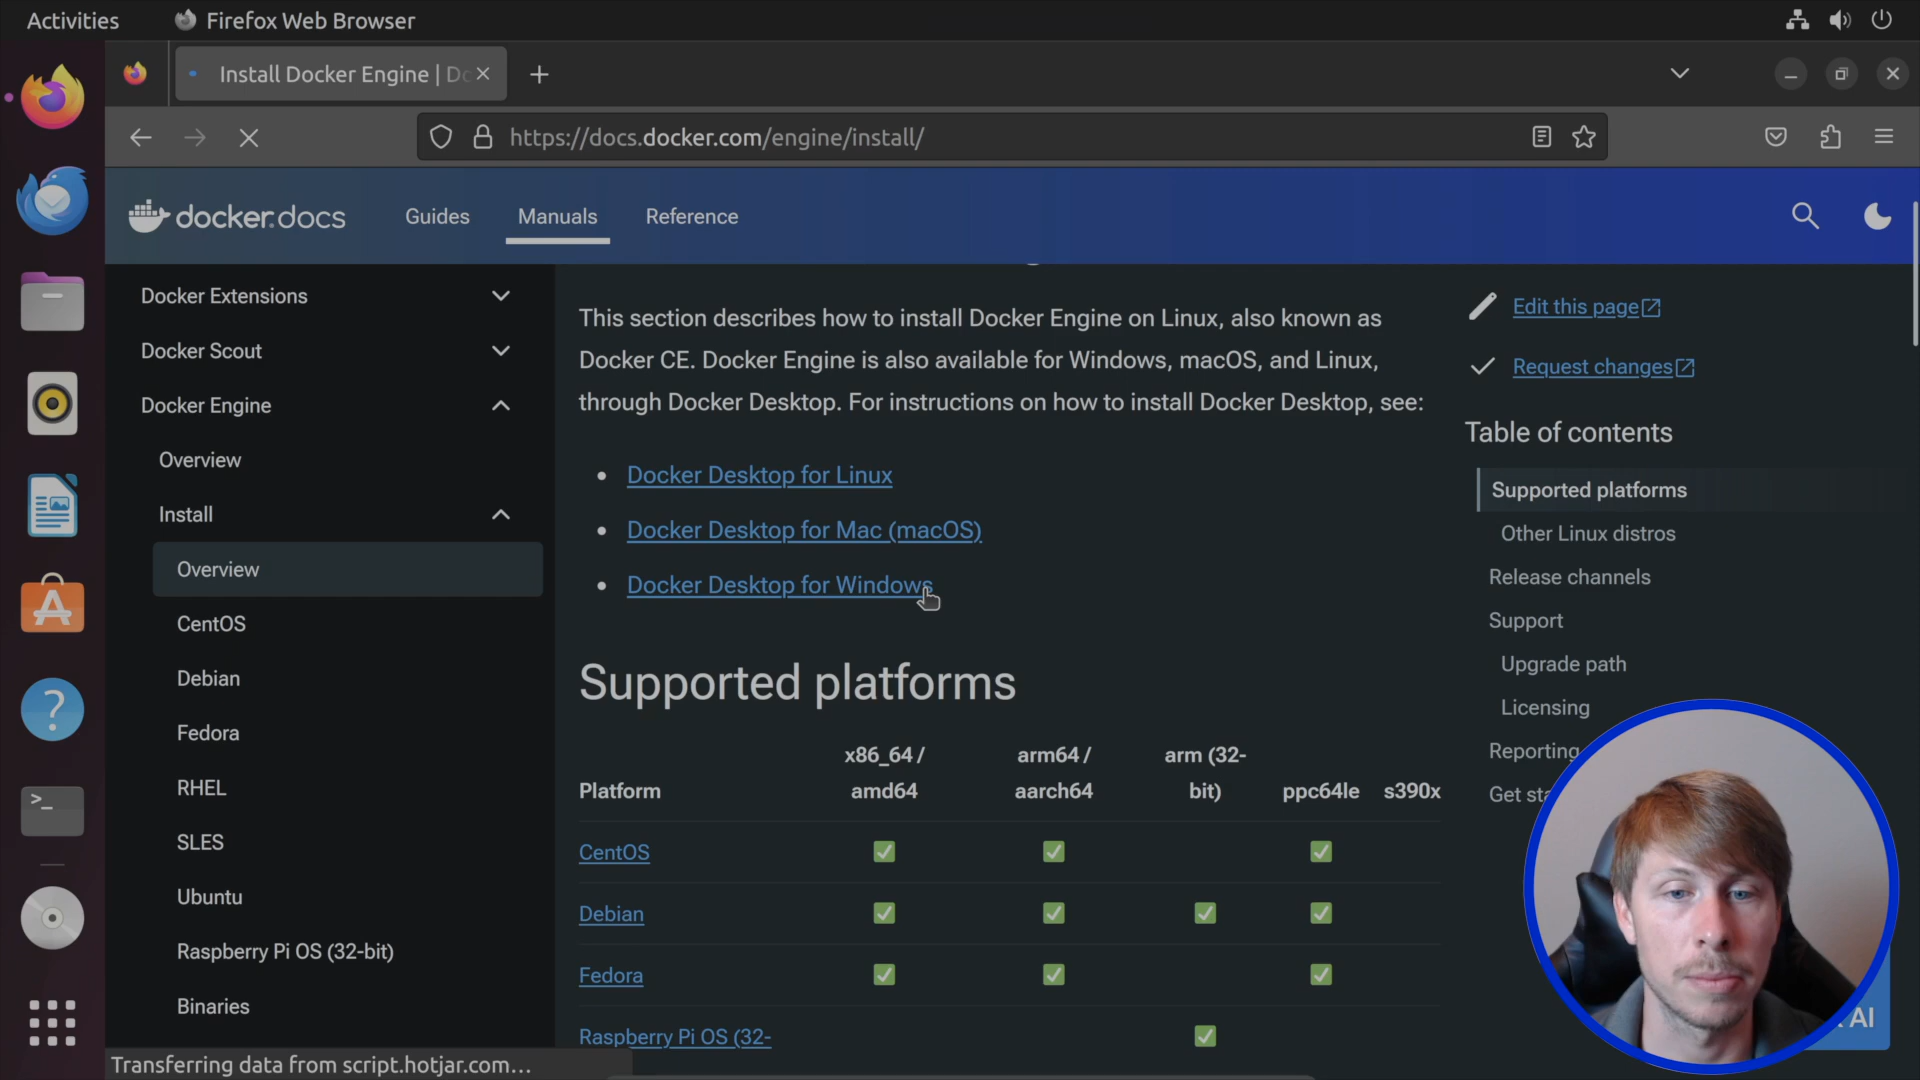 Activities
Firefox Web Browser
Install Docker Engine | Do
https://docs.docker.com/engine/install/
docker.docs
Guides
Manuals
Reference
Docker Extensions
Docker Scout
Docker Engine
Overview
Install
Overview
CentOS
Debian
Fedora
RHEL
SLES
Ubuntu
Raspberry Pi OS (32-bit)
Binaries
This section describes how to install Docker Engine on Linux, also known as
Docker CE. Docker Engine is also available for Windows, macOS, and Linux,
through Docker Desktop. For instructions on how to install Docker Desktop, see:
Docker Desktop for Linux
Docker Desktop for Mac (macOS)
Docker Desktop for Windows
Supported platforms
Platform x86_64 / amd64 arm64 / aarch64 arm (32-bit) ppc64le s390x
CentOS
Debian
Fedora
Raspberry Pi OS (32-
Edit this page
Request changes
Table of contents
Supported platforms
Other Linux distros
Release channels
Support
Upgrade path
Licensing
Reporting
Get sta
AI
Transferring data from script.hotjar.com…